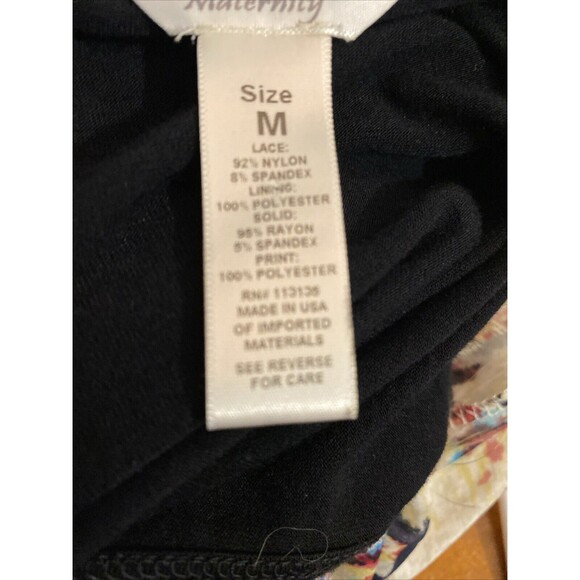 Maternity
Size
M
LACE:
92% NYLON
8% SPANDEX
LINING:
100% POLYESTER
SOLID:
95% RAYON
5% SPANDEX
PRINT:
100% POLYESTER
RN# 113135
MADE IN USA
OF IMPORTED
MATERIALS
SEE REVERSE
FOR CARE